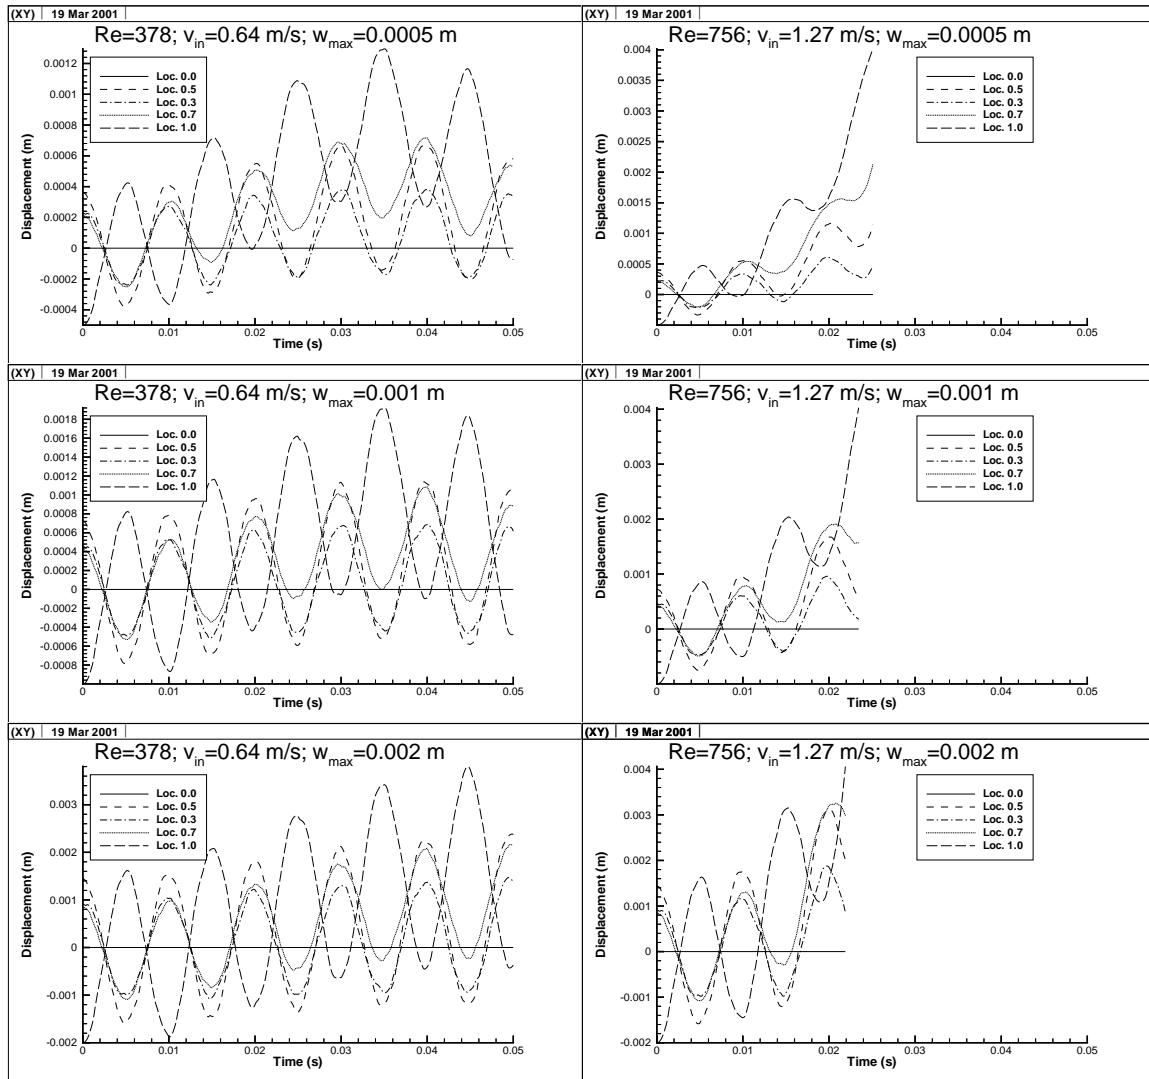 (XY) 19 Mar 2001
Re=378; v_in=0.64 m/s; w_max=0.0005 m
Loc. 0.0
Loc. 0.5
Loc. 0.3
Loc. 0.7
Loc. 1.0
Displacement (m)
0.0012
0.001
0.0008
0.0006
0.0004
0.0002
0
-0.0002
-0.0004
0 0.01 0.02 0.03 0.04 0.05
Time (s)
(XY) 19 Mar 2001
Re=756; v_in=1.27 m/s; w_max=0.0005 m
Loc. 0.0
Loc. 0.5
Loc. 0.3
Loc. 0.7
Loc. 1.0
Displacement (m)
0.004
0.0035
0.003
0.0025
0.002
0.0015
0.001
0.0005
0
0 0.01 0.02 0.03 0.04 0.05
Time (s)
(XY) 19 Mar 2001
Re=378; v_in=0.64 m/s; w_max=0.001 m
Loc. 0.0
Loc. 0.5
Loc. 0.3
Loc. 0.7
Loc. 1.0
Displacement (m)
0.0018
0.0016
0.0014
0.0012
0.001
0.0008
0.0006
0.0004
0.0002
0
-0.0002
-0.0004
-0.0006
-0.0008
0 0.01 0.02 0.03 0.04 0.05
Time (s)
(XY) 19 Mar 2001
Re=756; v_in=1.27 m/s; w_max=0.001 m
Loc. 0.0
Loc. 0.5
Loc. 0.3
Loc. 0.7
Loc. 1.0
Displacement (m)
0.004
0.003
0.002
0.001
0
0 0.01 0.02 0.03 0.04 0.05
Time (s)
(XY) 19 Mar 2001
Re=378; v_in=0.64 m/s; w_max=0.002 m
Loc. 0.0
Loc. 0.5
Loc. 0.3
Loc. 0.7
Loc. 1.0
Displacement (m)
0.003
0.002
0.001
0
-0.001
-0.002
0 0.01 0.02 0.03 0.04 0.05
Time (s)
(XY) 19 Mar 2001
Re=756; v_in=1.27 m/s; w_max=0.002 m
Loc. 0.0
Loc. 0.5
Loc. 0.3
Loc. 0.7
Loc. 1.0
Displacement (m)
0.004
0.003
0.002
0.001
0
-0.001
-0.002
0 0.01 0.02 0.03 0.04 0.05
Time (s)